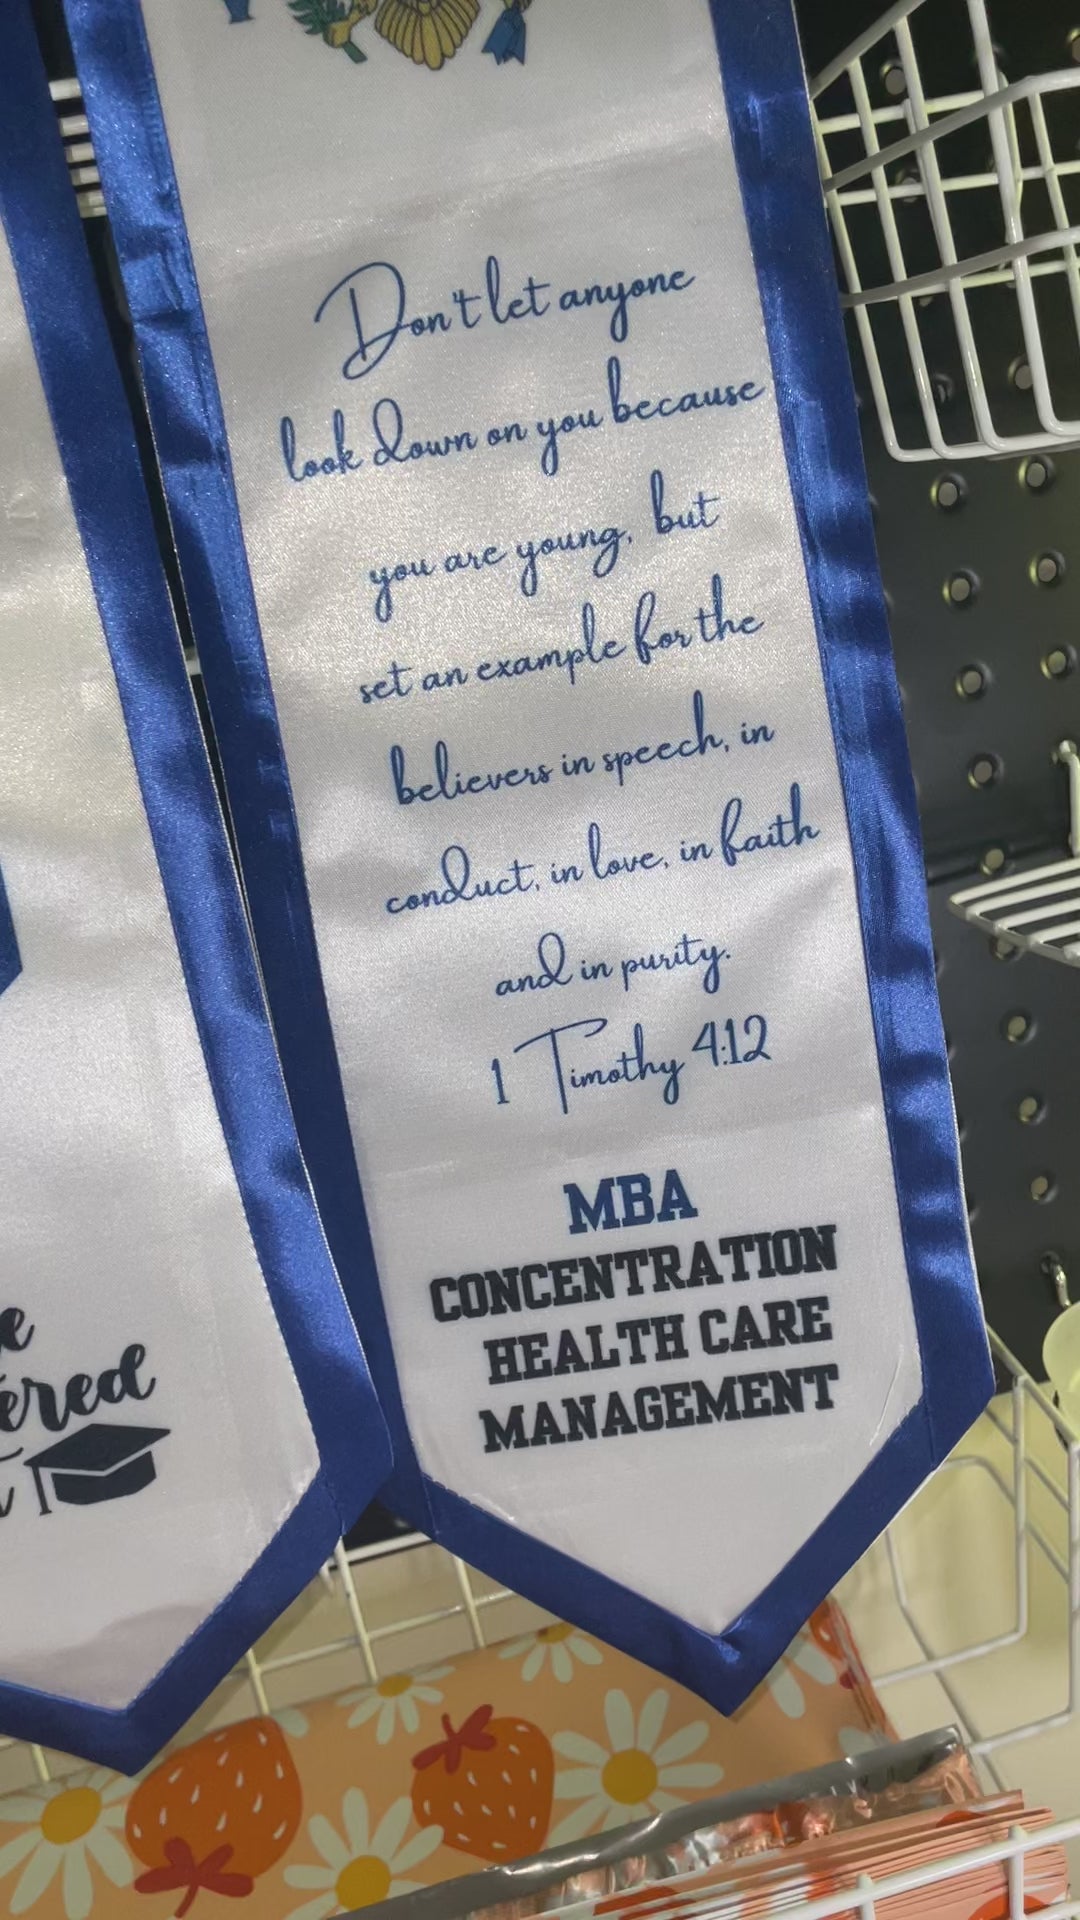 Don't let anyone
look down on you because
you are young, but
set an example for the
believers in speech, in
conduct, in love, in faith
and in purity.
1 Timothy 4:12
MBA
CONCENTRATION
HEALTH CARE
MANAGEMENT